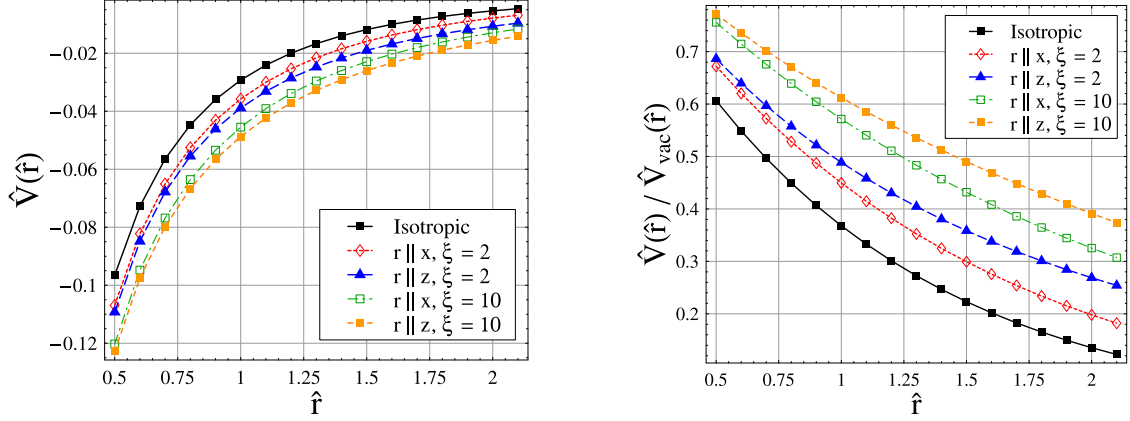 −0.02
−0.04
−0.06
−0.08
−0.1
−0.12
V̂(r̂)
Isotropic
r || x, ξ = 2
r || z, ξ = 2
r || x, ξ = 10
r || z, ξ = 10
0.5 0.75 1 1.25 1.5 1.75 2
r̂
0.7
0.6
0.5
0.4
0.3
0.2
V̂(r̂) / V̂vac(r̂)
Isotropic
r || x, ξ = 2
r || z, ξ = 2
r || x, ξ = 10
r || z, ξ = 10
0.5 0.75 1 1.25 1.5 1.75 2
r̂